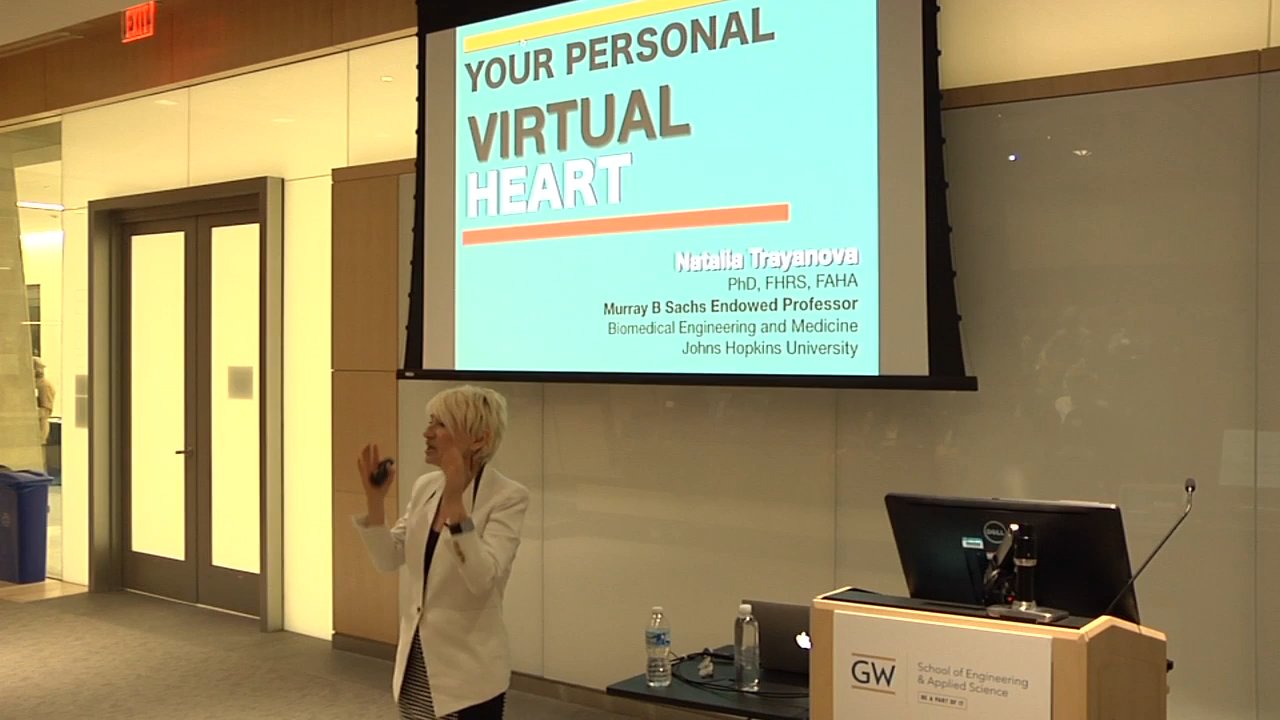 EXIT
YOUR PERSONAL
VIRTUAL
HEART
Natalia Trayanova
PhD, FHRS, FAHA
Murray B Sachs Endowed Professor
Biomedical Engineering and Medicine
Johns Hopkins University
DELL
GW
School of Engineering
& Applied Science
BE A PART OF IT